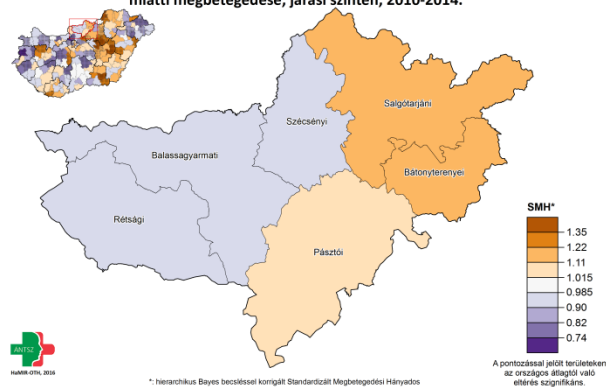 miatti megbetegedése, járási szinten, 2010-2014.
Salgótarjáni
Szécsényi
Balassagyarmati
Bátonyterenyei
Rétsági
Pásztói
SMH*
1.35
1.22
1.11
1.015
0.985
0.90
0.82
0.74
ANTSZ
HaMIR-OTH, 2016
A pontozással jelölt területeken
az országos átlagtól való
eltérés szignifikáns.
*: hierarchikus Bayes becsléssel korrigált Standardizált Megbetegedési Hányados